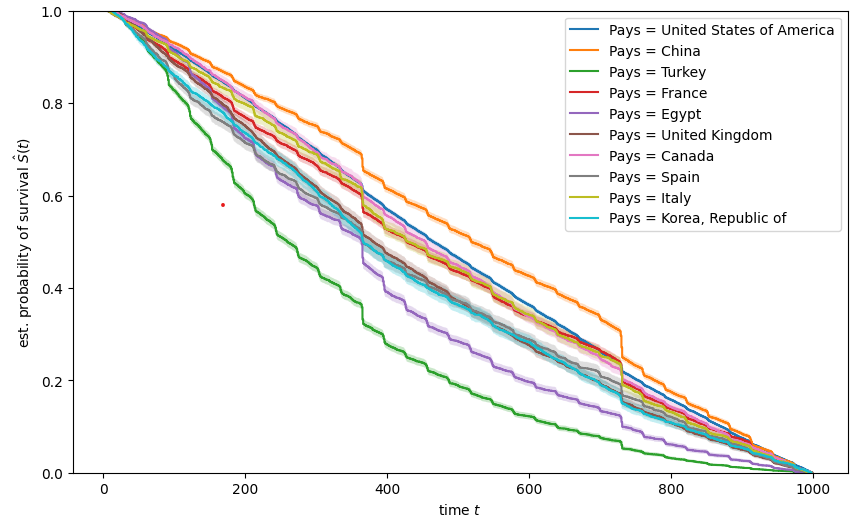 est. probability of survival Ŝ(t)
1.0
0.8
0.6
0.4
0.2
0.0
0
200
400
600
800
1000
time t
Pays = United States of America
Pays = China
Pays = Turkey
Pays = France
Pays = Egypt
Pays = United Kingdom
Pays = Canada
Pays = Spain
Pays = Italy
Pays = Korea, Republic of